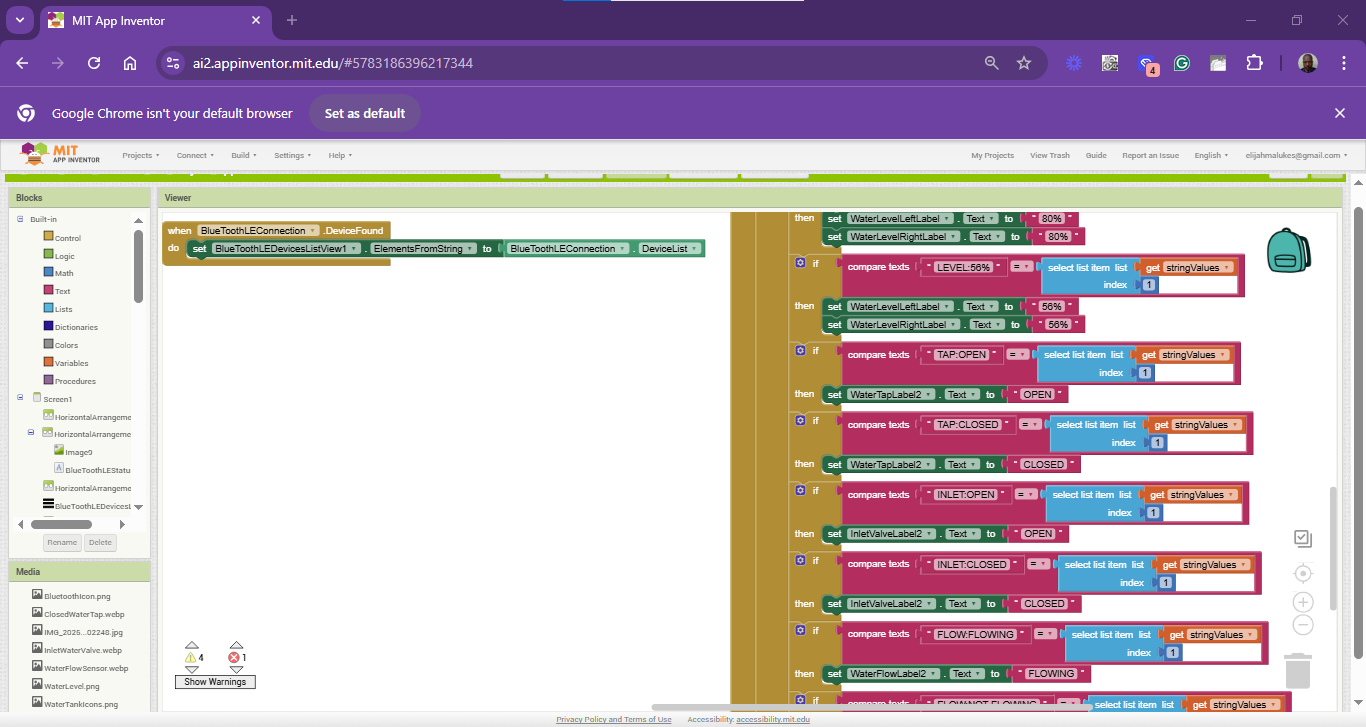 MIT App Inventor
ai2.appinventor.mit.edu/#5783186396217344
4
Google Chrome isn't your default browser
Set as default
MIT
APP INVENTOR
Projects
Connect
Build
Settings
Help
My Projects
View Trash
Guide
Report an Issue
English
elijahmalukes@gmail.com
Blocks
Viewer
Built-in
Control
Logic
Math
Text
Lists
Dictionaries
Colors
Variables
Procedures
Screen1
HorizontalArrangeme
HorizontalArrangeme
Image9
BlueToothLEStatu
HorizontalArrangeme
BlueToothLEDevicesL
Rename
Delete
Media
BluetoothIcon.png
ClosedWaterTap.webp
IMG_2025...02248.jpg
InletWaterValve.webp
WaterFlowSensor.webp
WaterLevel.png
WaterTankIcons.png
when BlueToothLEConnection .DeviceFound
do set BlueToothLEDevicesListView1 . ElementsFromString to BlueToothLEConnection . DeviceList
4
1
Show Warnings
then set WaterLevelLeftLabel . Text to " 80% "
set WaterLevelRightLabel . Text to " 80% "
if compare texts " LEVEL:56% " = select list item list get stringValues
index 1
then set WaterLevelLeftLabel . Text to " 56% "
set WaterLevelRightLabel . Text to " 56% "
if compare texts " TAP:OPEN " = select list item list get stringValues
index 1
then set WaterTapLabel2 . Text to " OPEN "
if compare texts " TAP:CLOSED " = select list item list get stringValues
index 1
then set WaterTapLabel2 . Text to " CLOSED "
if compare texts " INLET:OPEN " = select list item list get stringValues
index 1
then set InletValveLabel2 . Text to " OPEN "
if compare texts " INLET:CLOSED " = select list item list get stringValues
index 1
then set InletValveLabel2 . Text to " CLOSED "
if compare texts " FLOW:FLOWING " = select list item list get stringValues
index 1
then set WaterFlowLabel2 . Text to " FLOWING "
if compare texts " FLOW:NOT FLOWING " = select list item list get stringValues
Privacy Policy and Terms of Use
Accessibility: accessibility.mit.edu